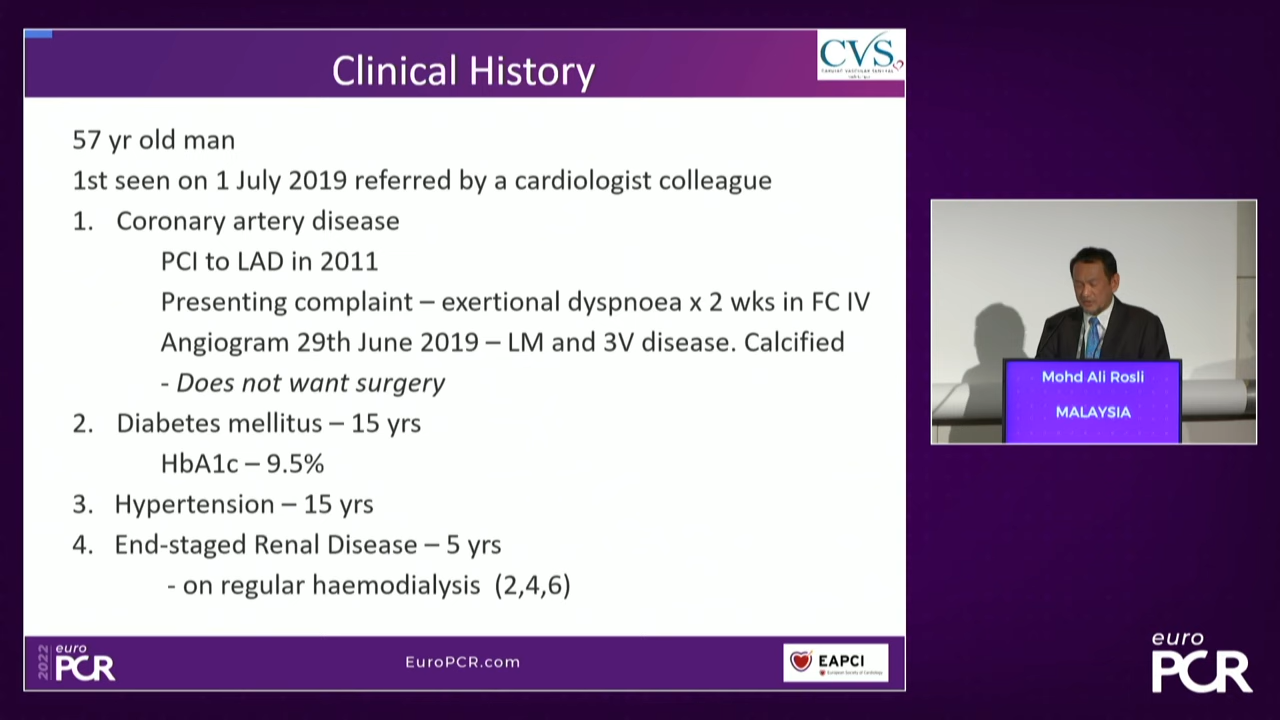 Clinical History
CVS
57 yr old man
1st seen on 1 July 2019 referred by a cardiologist colleague
1. Coronary artery disease
PCI to LAD in 2011
Presenting complaint – exertional dyspnoea x 2 wks in FC IV
Angiogram 29th June 2019 – LM and 3V disease. Calcified
- Does not want surgery
2. Diabetes mellitus – 15 yrs
HbA1c – 9.5%
3. Hypertension – 15 yrs
4. End-staged Renal Disease – 5 yrs
- on regular haemodialysis (2,4,6)
2022 euro PCR
EuroPCR.com
EAPCI
European Society of Cardiology
Mohd Ali Rosli
MALAYSIA
euro
PCR